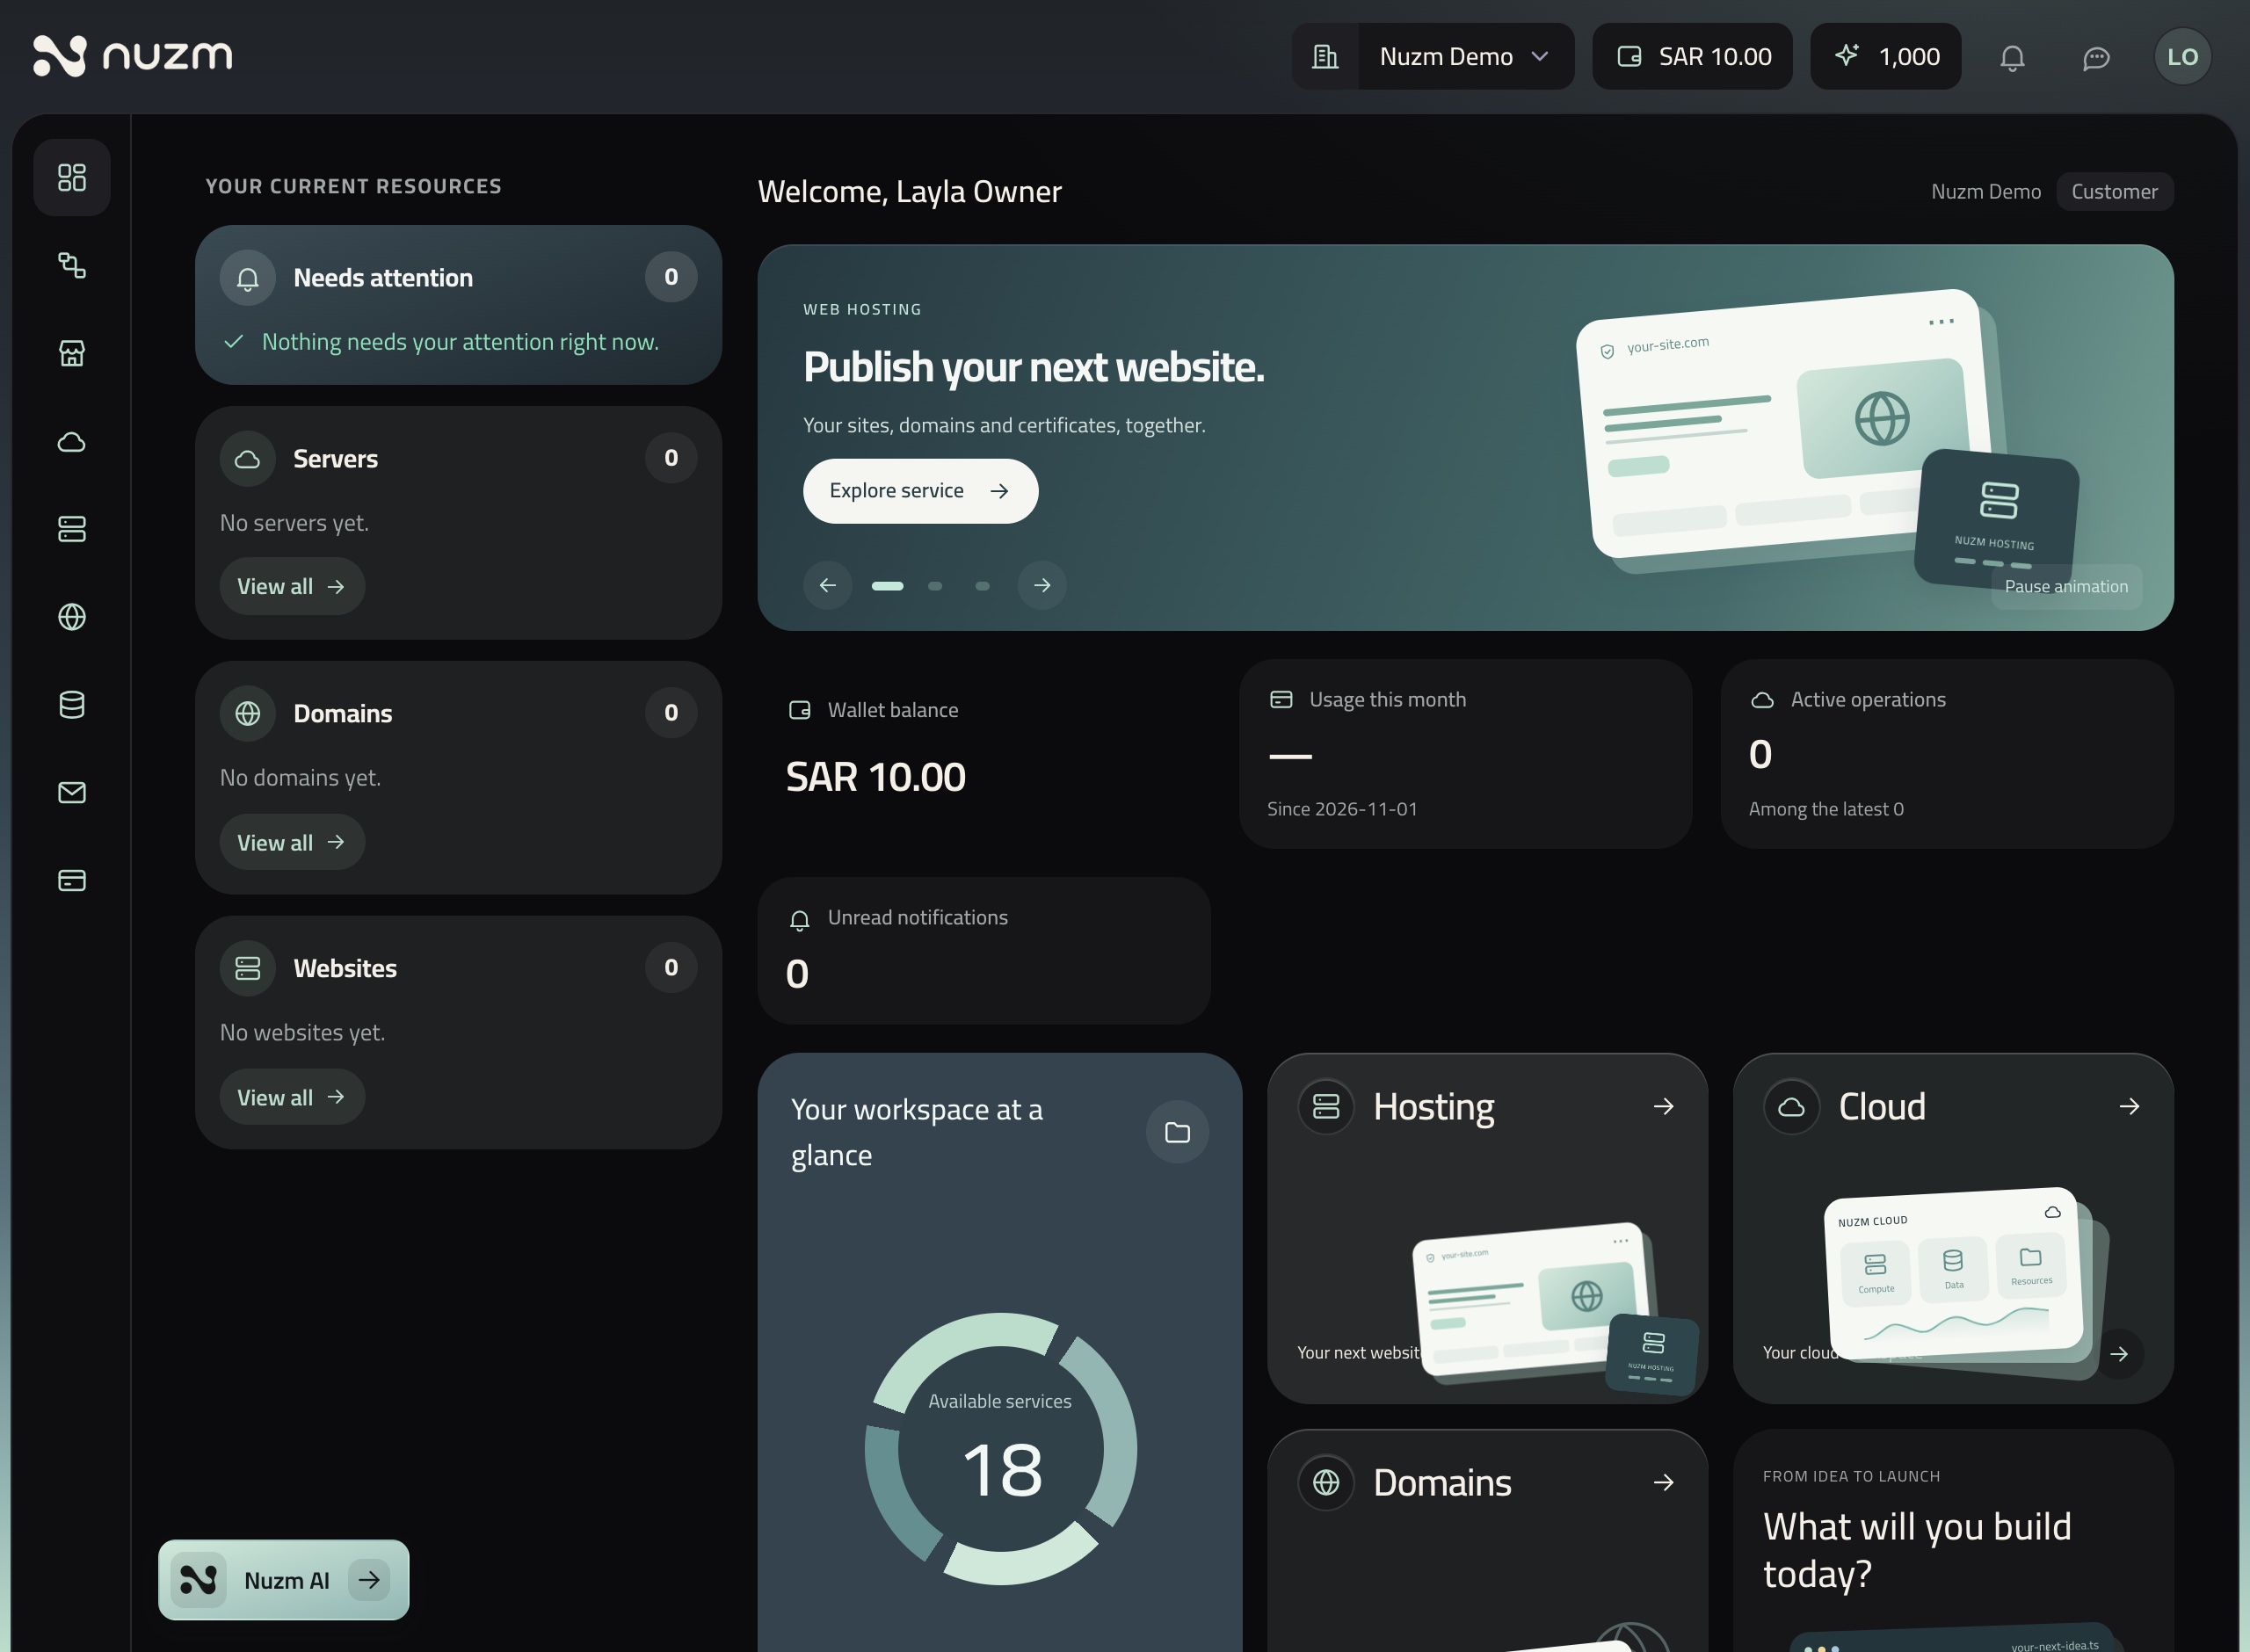 nuzm
Nuzm Demo
SAR 10.00
1,000
LO
YOUR CURRENT RESOURCES
Needs attention
0
Nothing needs your attention right now.
Servers
0
No servers yet.
View all
Domains
0
No domains yet.
View all
Websites
0
No websites yet.
View all
Nuzm AI
Welcome, Layla Owner
Nuzm Demo
Customer
WEB HOSTING
Publish your next website.
Your sites, domains and certificates, together.
Explore service
your-site.com
NUZM HOSTING
Pause animation
Wallet balance
SAR 10.00
Usage this month
—
Since 2026-11-01
Active operations
0
Among the latest 0
Unread notifications
0
Your workspace at a
glance
Available services
18
Hosting
your-site.com
NUZM HOSTING
Your next
Cloud
NUZM CLOUD
Compute
Data
Resources
Your cloud
Domains
FROM IDEA TO LAUNCH
What will you build
today?
your-next-idea.ts